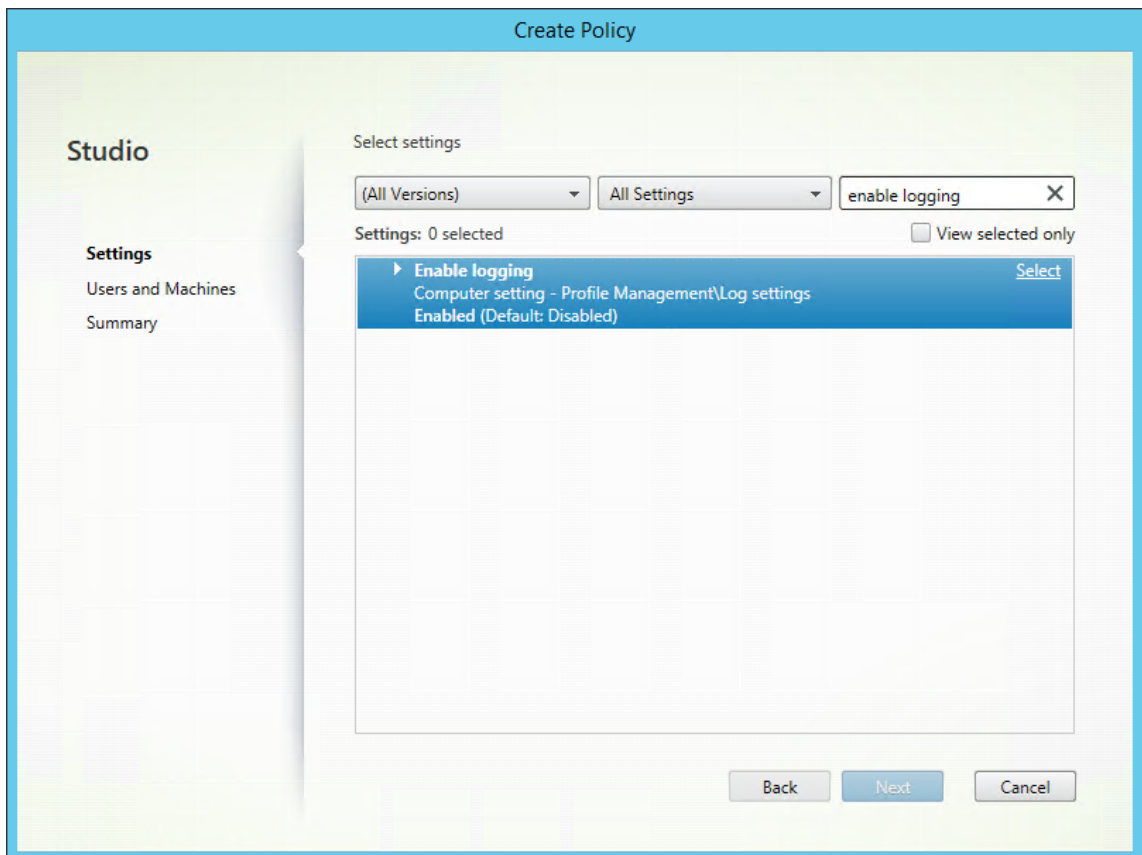 Create Policy
Studio
Settings
Users and Machines
Summary
Select settings
(All Versions)
All Settings
enable logging
Settings: 0 selected
View selected only
Enable logging
Select
Computer setting - Profile Management\Log settings
Enabled (Default: Disabled)
Back
Next
Cancel